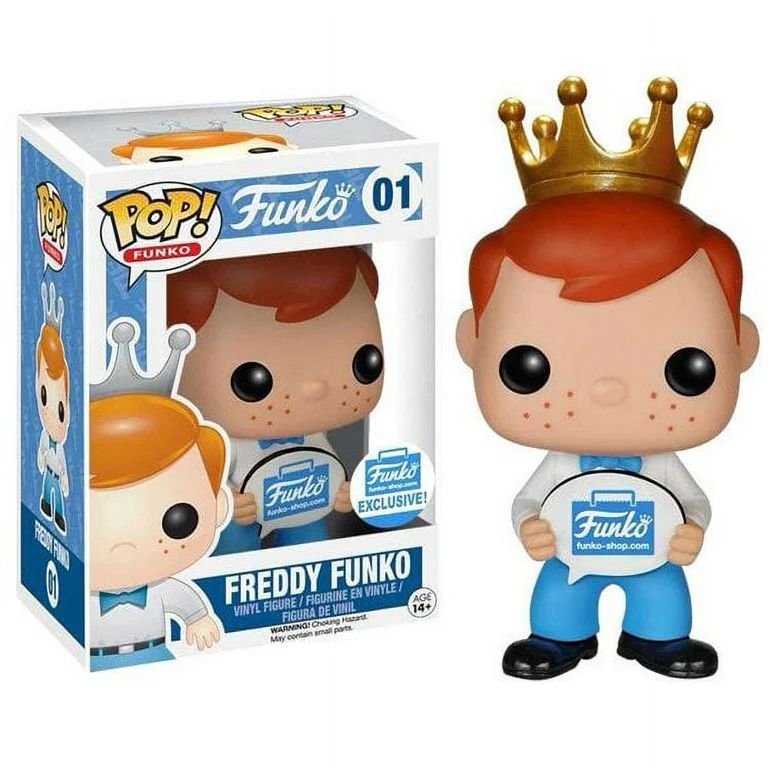 POP!
POP!
FUNKO
Funko
01
POP!
FUNKO
Funko
funko-shop.com
Funko
funko-shop.com
EXCLUSIVE!
Funko
funko-shop.com
FREDDY FUNKO
VINYL FIGURE / FIGURINE EN VINYLE /
FIGURA DE VINIL
WARNING: Choking Hazard.
May contain small parts.
AGE
14+
FREDDY FUNKO
01